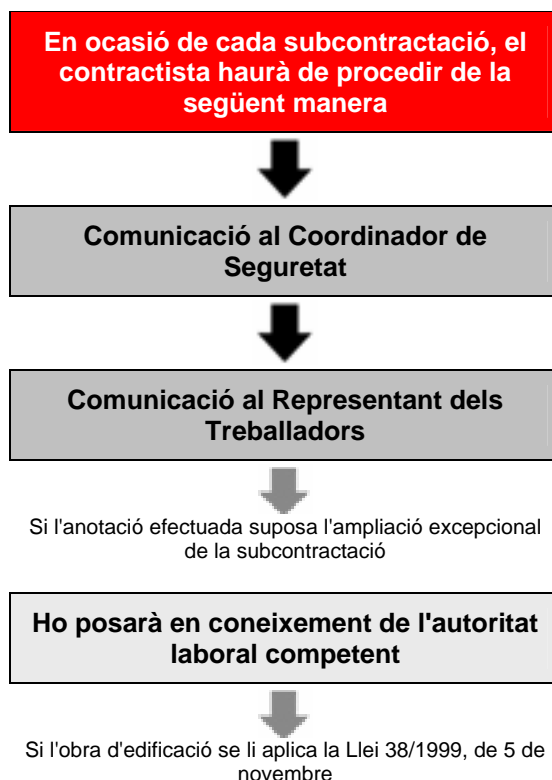 En ocasió de cada subcontractació, el
contractista haurà de procedir de la
següent manera
Comunicació al Coordinador de
Seguretat
Comunicació al Representant dels
Treballadors
Si l'anotació efectuada suposa l'ampliació excepcional
de la subcontractació
Ho posarà en coneixement de l'autoritat
laboral competent
Si l'obra d'edificació se li aplica la Llei 38/1999, de 5 de
novembre